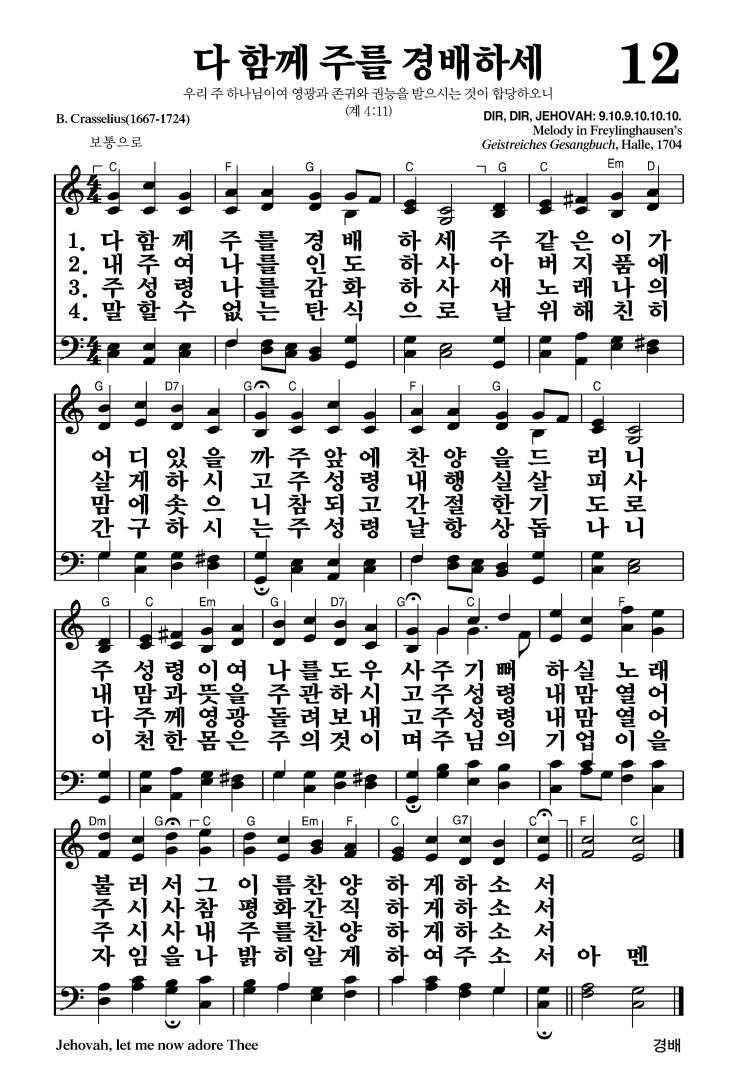 다 함께 주를 경배하세
12
우리 주 하나님이여 영광과 존귀와 권능을 받으시는 것이 합당하오니
(계 4:11)
B. Crasselius(1667-1724)
DIR, DIR, JEHOVAH: 9.10.9.10.10.10.
Melody in Freylinghausen's
Geistreiches Gesangbuch, Halle, 1704
보통으로
C F G C G C Em D
1. 다 함 께 주 를 경 배 하 세 주 같 은 이 가
2. 내 주 여 나 를 인 도 하 사 아 버 지 품 에
3. 주 성 령 나 를 감 화 하 사 새 노 래 나 의
4. 말 할 수 없 는 탄 식 으 로 날 위 해 친 히
G D7 G C F G C
어 디 있 을 까 주 앞 에 찬 양 을 드 리 니
살 게 하 시 고 주 성 령 내 행 실 살 피 사
맘 에 솟 으 니 참 되 고 간 절 한 기 도 로
간 구 하 시 는 주 성 령 날 항 상 돕 나 니
G C Em G D7 G C F
주 성 령 이 여 나 를 도 우 사 주 기 뻐 하 실 노 래
내 맘 과 뜻 을 주 관 하 시 고 주 성 령 내 맘 열 어
다 주 께 영 광 돌 려 보 내 고 주 성 령 내 맘 열 어
이 천 한 몸 은 주 의 것 이 며 주 님 의 기 업 이 을
Dm G C G Em F C G7 C F C
불 러 서 그 이 름 찬 양 하 게 하 소 서
주 시 사 참 평 화 간 직 하 게 하 소 서
주 시 사 내 주 를 찬 양 하 게 하 소 서
자 임 을 나 밝 히 알 게 하 여 주 소 서 아 멘
Jehovah, let me now adore Thee
경배